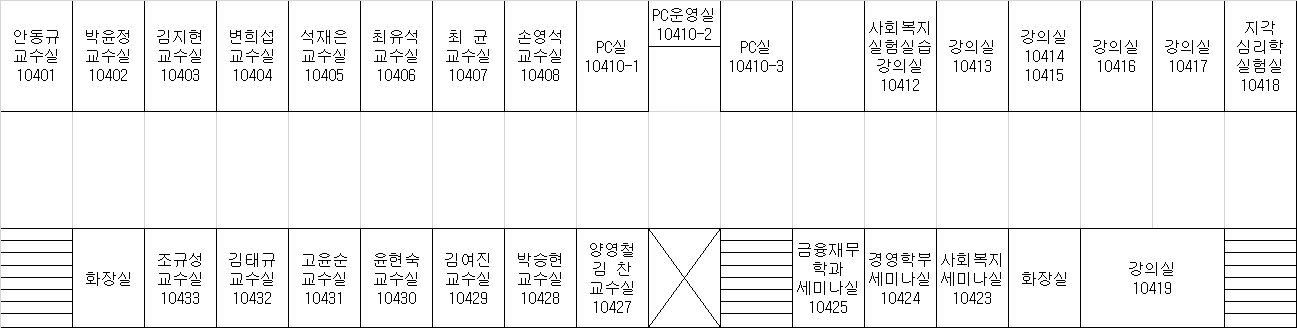 안동규
교수실
10401
박윤정
교수실
10402
김지현
교수실
10403
변희섭
교수실
10404
석재은
교수실
10405
최유석
교수실
10406
최 균
교수실
10407
손영석
교수실
10408
PC실
10410-1
PC운영실
10410-2
PC실
10410-3
사회복지
실험실습
강의실
10412
강의실
10413
강의실
10414
10415
강의실
10416
강의실
10417
지각
심리학
실험실
10418
화장실
조규성
교수실
10433
김태규
교수실
10432
고윤순
교수실
10431
윤현숙
교수실
10430
김여진
교수실
10429
박승현
교수실
10428
양영철
김 찬
교수실
10427
금융재무
학과
세미나실
10425
경영학부
세미나실
10424
사회복지
세미나실
10423
화장실
강의실
10419